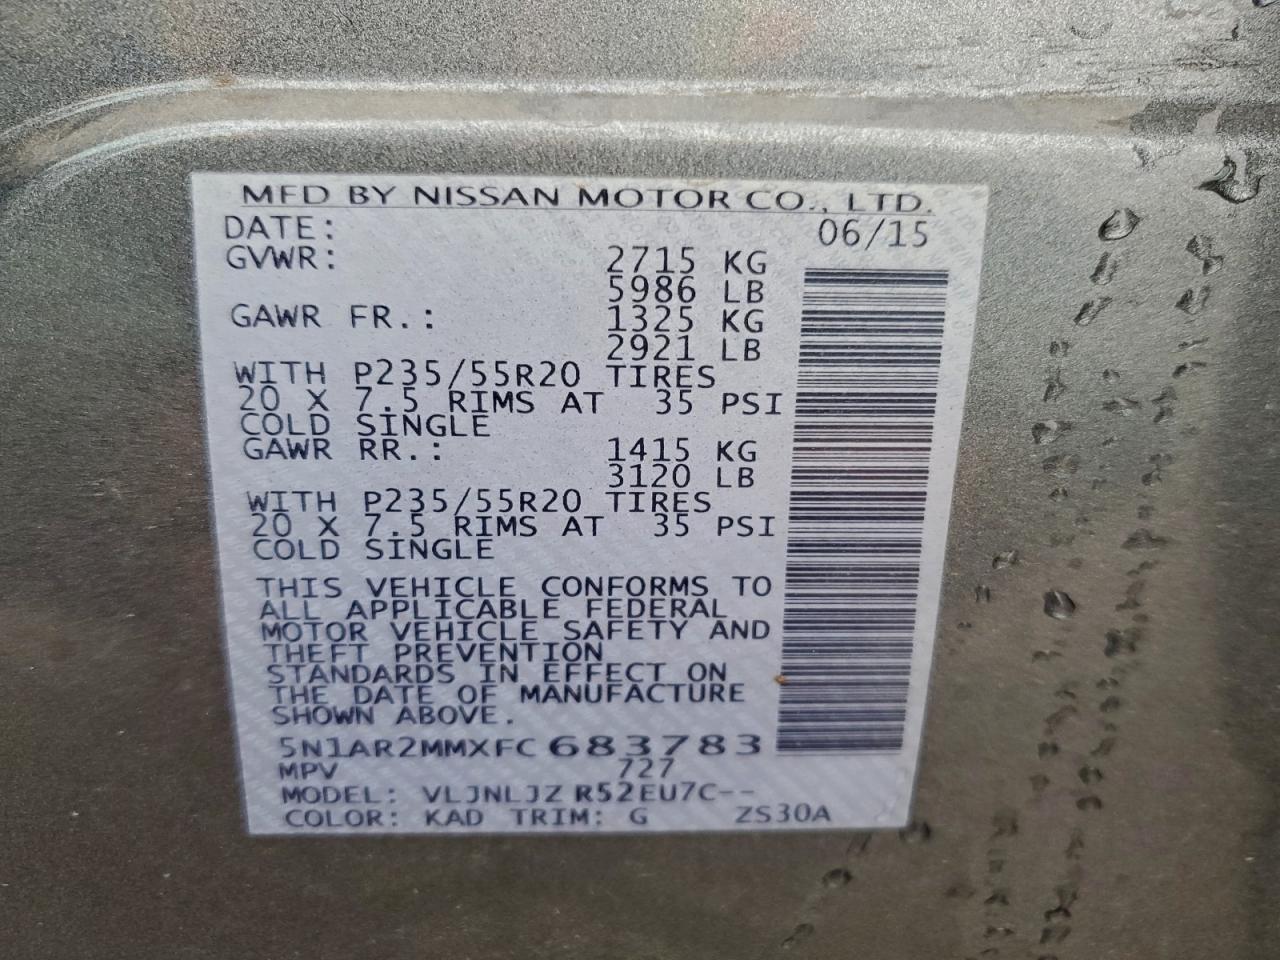 MFD BY NISSAN MOTOR CO., LTD.
DATE: 06/15
GVWR: 2715 KG
5986 LB
GAWR FR.: 1325 KG
2921 LB
WITH P235/55R20 TIRES
20 X 7.5 RIMS AT 35 PSI
COLD SINGLE
GAWR RR.: 1415 KG
3120 LB
WITH P235/55R20 TIRES
20 X 7.5 RIMS AT 35 PSI
COLD SINGLE
THIS VEHICLE CONFORMS TO
ALL APPLICABLE FEDERAL
MOTOR VEHICLE SAFETY AND
THEFT PREVENTION
STANDARDS IN EFFECT ON
THE DATE OF MANUFACTURE
SHOWN ABOVE.
5N1AR2MMXFC683783
MPV 727
MODEL: VLJNLJZ R52EU7C--
COLOR: KAD TRIM: G ZS30A